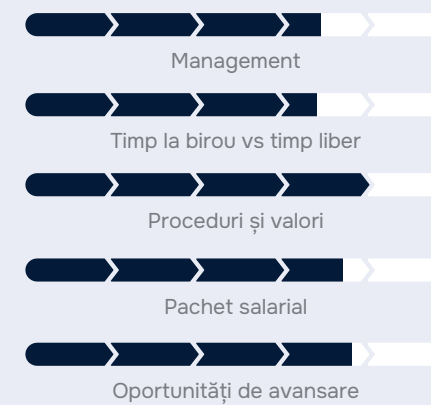 Management
Timp la birou vs timp liber
Proceduri și valori
Pachet salarial
Oportunități de avansare